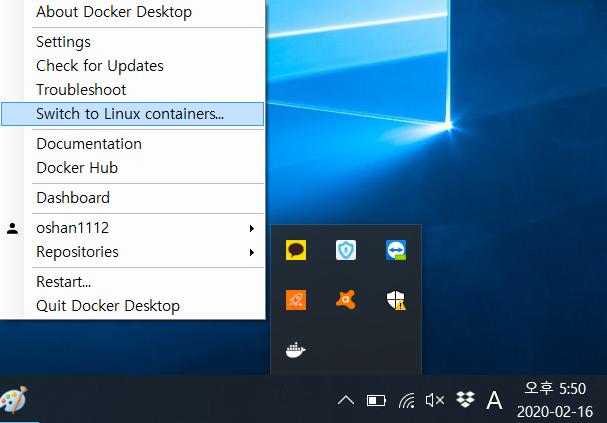 About Docker Desktop
Settings
Check for Updates
Troubleshoot
Switch to Linux containers...
Documentation
Docker Hub
Dashboard
oshan1112
Repositories
Restart...
Quit Docker Desktop
A
오후 5:50
2020-02-16